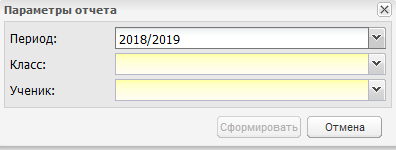 Параметры отчета
Период: 2018/2019
Класс:
Ученик:
Сформировать Отмена